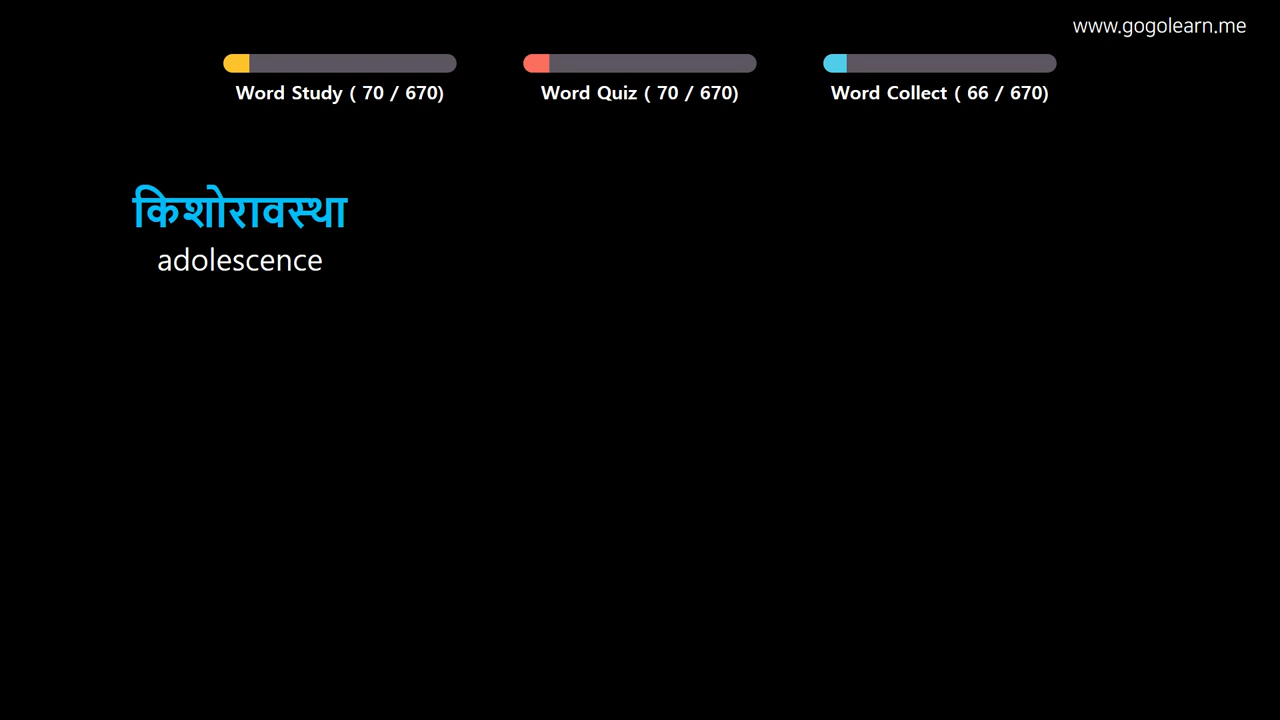 www.gogolearn.me
Word Study ( 70 / 670)
Word Quiz ( 70 / 670)
Word Collect ( 66 / 670)
किशोरावस्था
adolescence